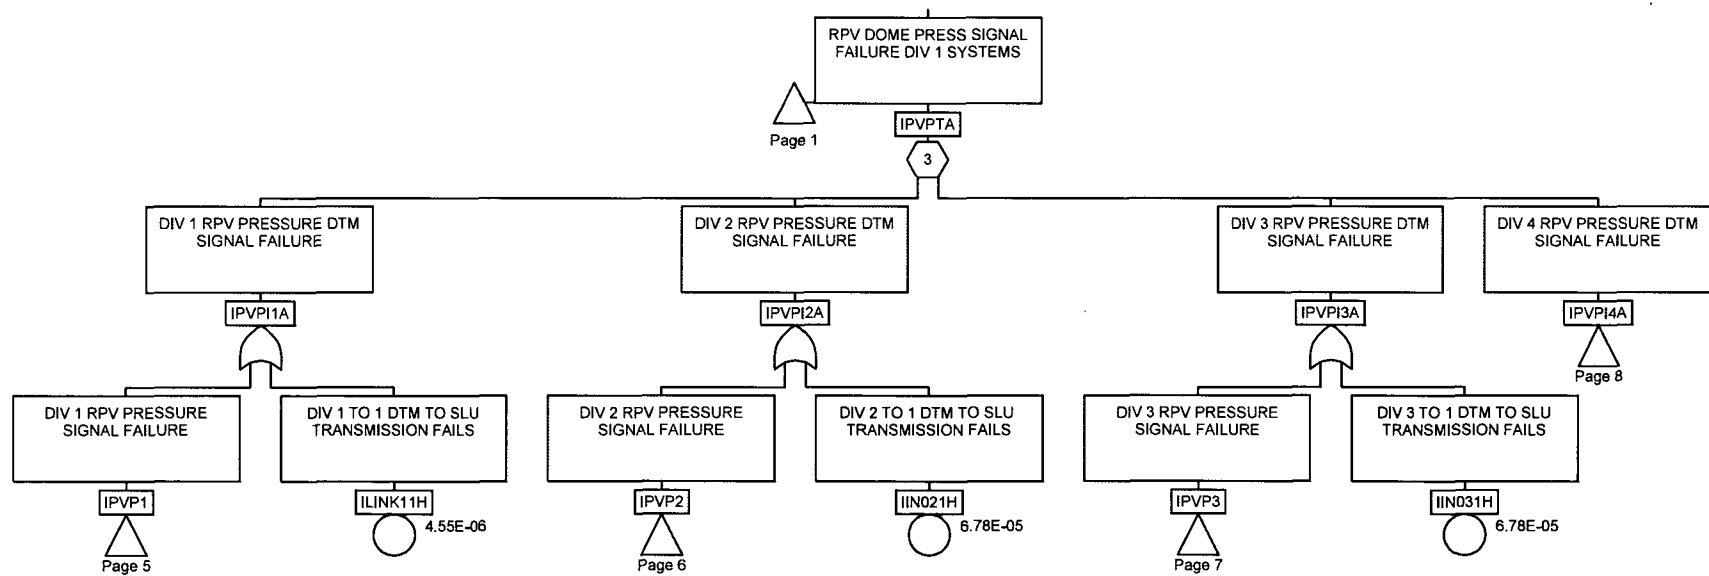 RPV DOME PRESS SIGNAL
FAILURE DIV 1 SYSTEMS
Page 1
IPVPTA
3
DIV 1 RPV PRESSURE DTM
SIGNAL FAILURE
DIV 2 RPV PRESSURE DTM
SIGNAL FAILURE
DIV 3 RPV PRESSURE DTM
SIGNAL FAILURE
DIV 4 RPV PRESSURE DTM
SIGNAL FAILURE
IPVPI1A
IPVPI2A
IPVPI3A
IPVPI4A
Page 8
DIV 1 RPV PRESSURE
SIGNAL FAILURE
DIV 1 TO 1 DTM TO SLU
TRANSMISSION FAILS
DIV 2 RPV PRESSURE
SIGNAL FAILURE
DIV 2 TO 1 DTM TO SLU
TRANSMISSION FAILS
DIV 3 RPV PRESSURE
SIGNAL FAILURE
DIV 3 TO 1 DTM TO SLU
TRANSMISSION FAILS
IPVP1
ILINK11H
IPVP2
IIN021H
IPVP3
IIN031H
4.55E-06
6.78E-05
6.78E-05
Page 5
Page 6
Page 7